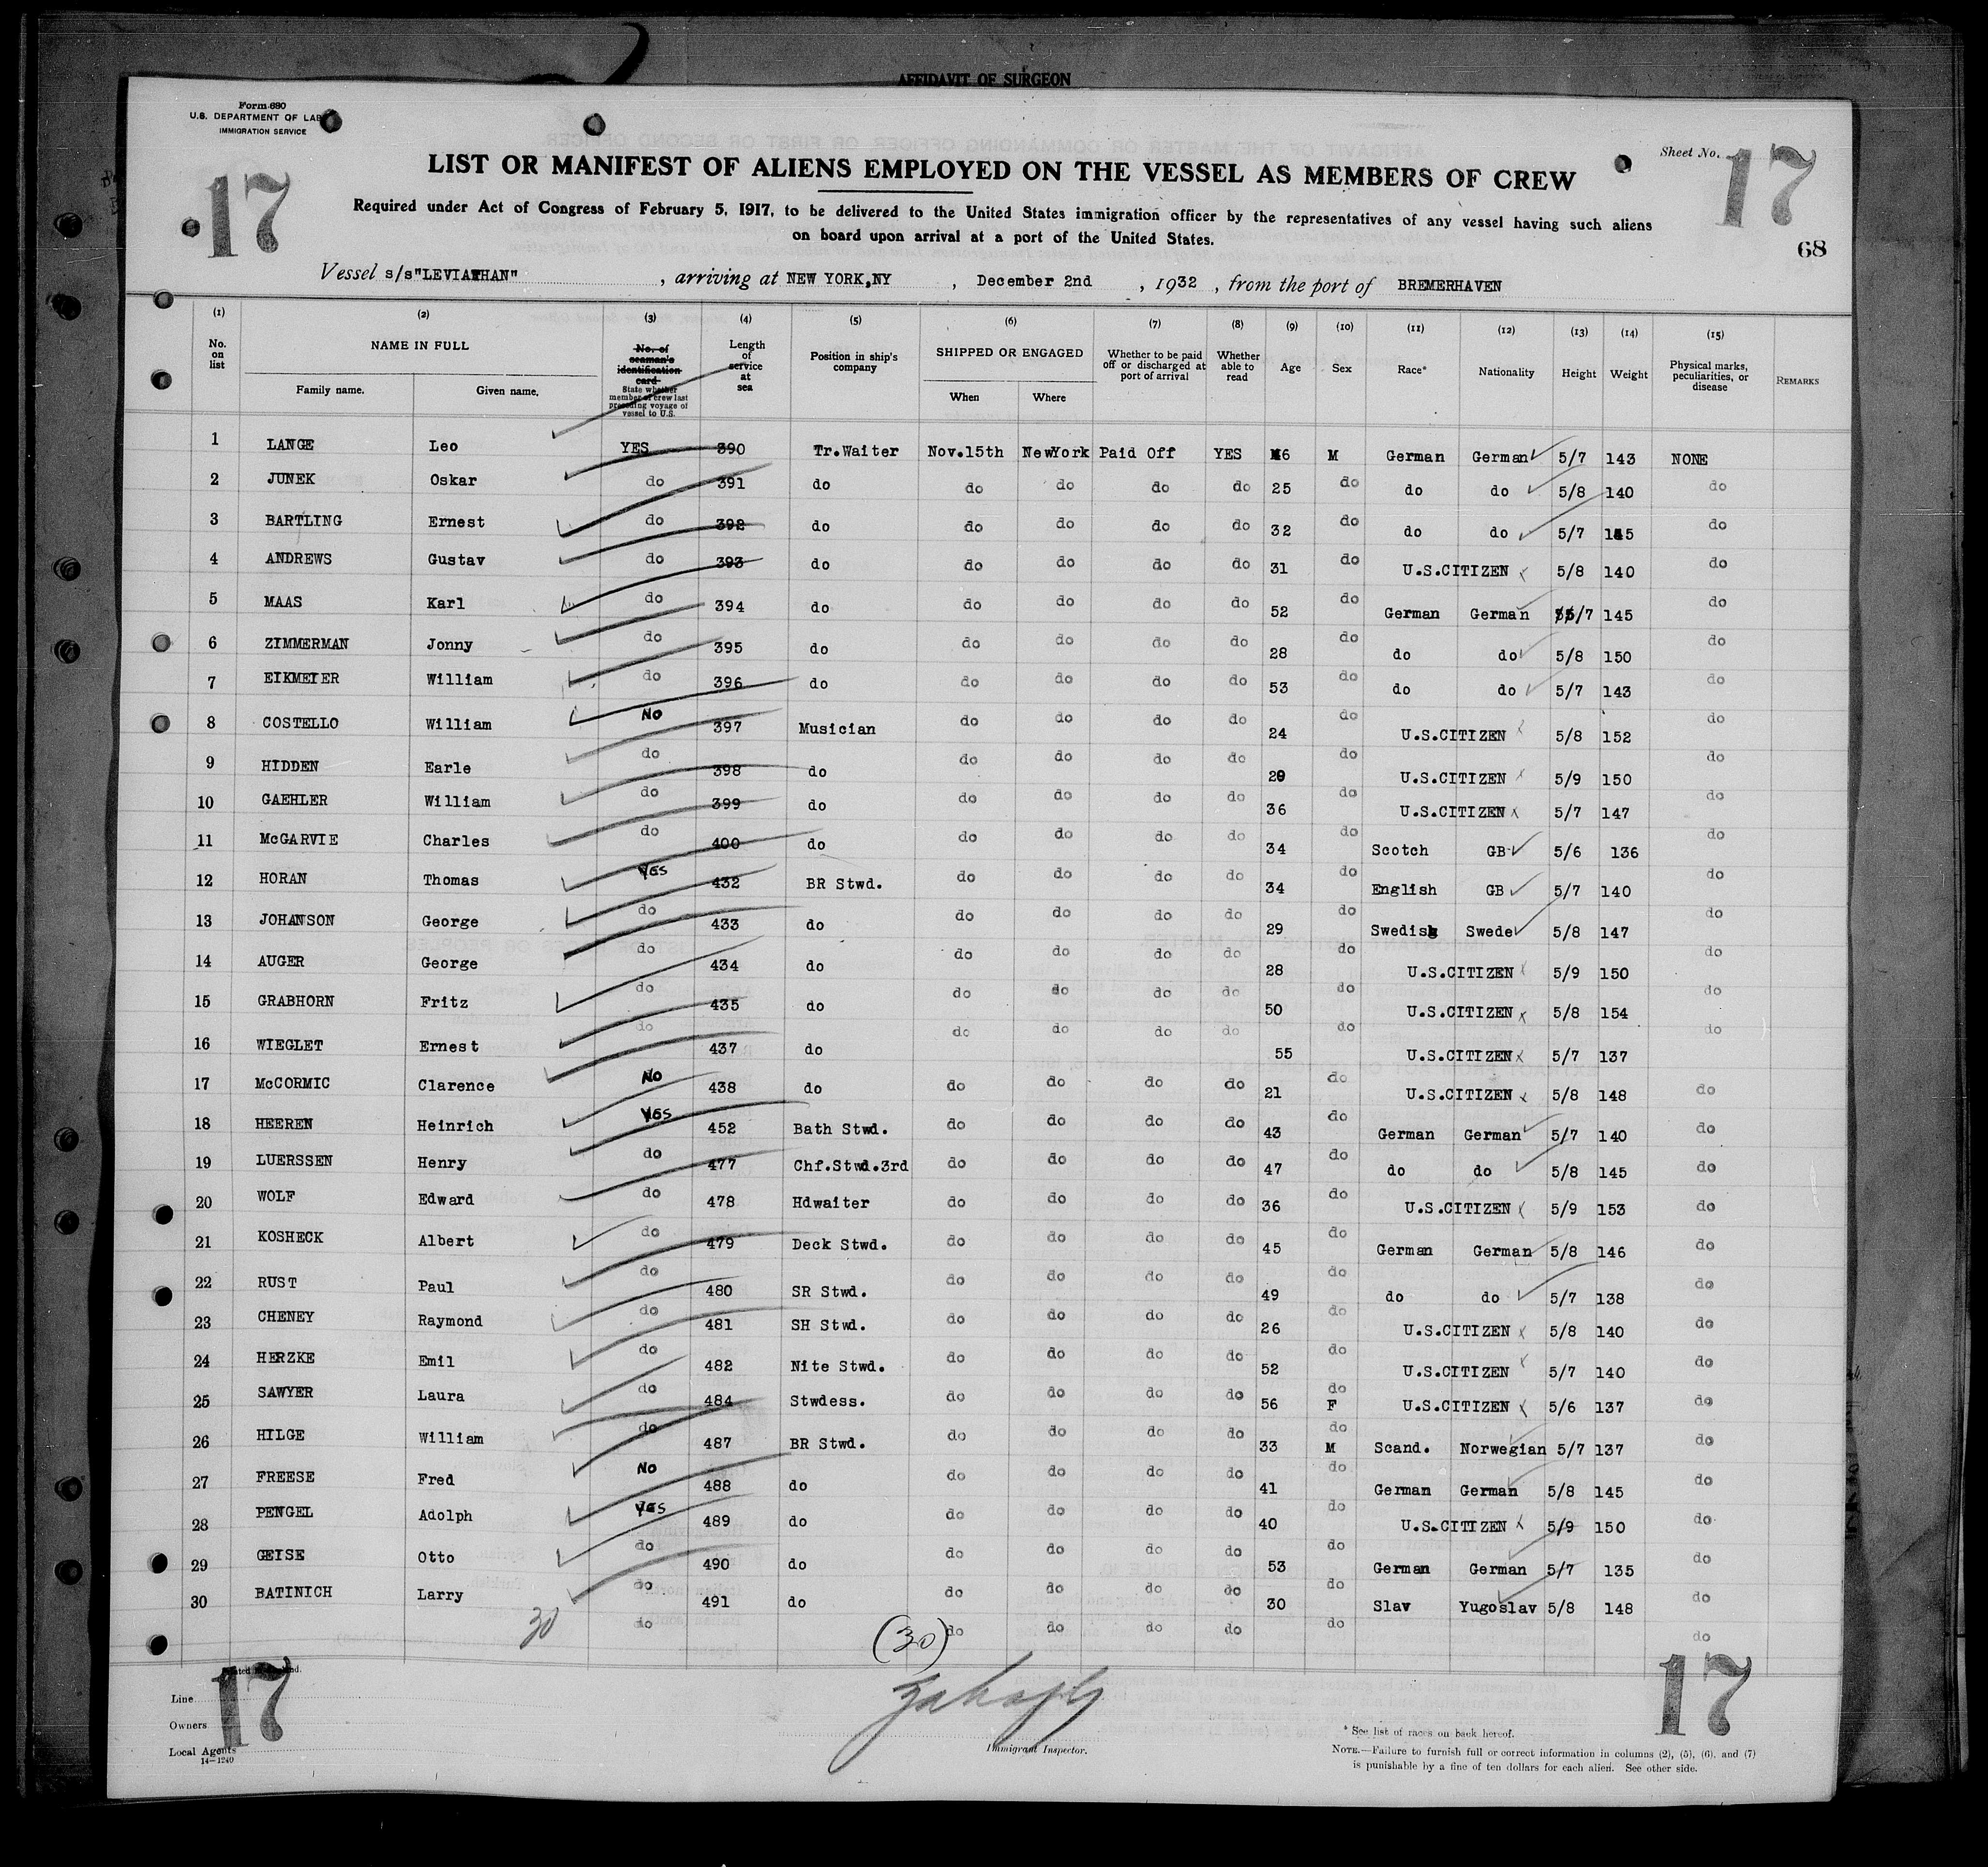 AFFIDAVIT OF SURGEON
Form 680
U.S. DEPARTMENT OF LAB
IMMIGRATION SERVICE
Sheet No.
17
17
LIST OR MANIFEST OF ALIENS EMPLOYED ON THE VESSEL AS MEMBERS OF CREW
Required under Act of Congress of February 5, 1917, to be delivered to the United States immigration officer by the representatives of any vessel having such aliens
on board upon arrival at a port of the United States.
68
Vessel s/s"LEVIATHAN", arriving at NEW YORK,NY, December 2nd, 1932, from the port of BREMERHAVEN
(1) (2) (3) (4) (5) (6) (7) (8) (9) (10) (11) (12) (13) (14) (15)
No. on list NAME IN FULL Family name. Given name. No. of seaman's identification card State whether member of crew last preceding voyage of vessel to U.S. Length of service at sea Position in ship's company SHIPPED OR ENGAGED When Where Whether to be paid off or discharged at port of arrival Whether able to read Age Sex Race* Nationality Height Weight Physical marks, peculiarities, or disease REMARKS
1 LANGE Leo YES 390 Tr.Waiter Nov.15th NewYork Paid Off YES 46 M German German 5/7 143 NONE
2 JUNEK Oskar do 391 do do do do do 25 do do do 5/8 140 do
3 BARTLING Ernest do 392 do do do do do 32 do do do 5/7 145 do
4 ANDREWS Gustav do 393 do do do do do 31 do U.S.CITIZEN 5/8 140 do
5 MAAS Karl do 394 do do do do do 52 do German German 5/7 145 do
6 ZIMMERMAN Jonny do 395 do do do do do 28 do do do 5/8 150 do
7 EIKMEIER William do 396 do do do do do 53 do do do 5/7 143 do
8 COSTELLO William No 397 Musician do do do do 24 do U.S.CITIZEN 5/8 152 do
9 HIDDEN Earle do 398 do do do do do 29 do U.S.CITIZEN 5/9 150 do
10 GAEHLER William do 399 do do do do do 36 do U.S.CITIZEN 5/7 147 do
11 McGARVIE Charles do 400 do do do do do 34 do Scotch GB 5/6 136 do
12 HORAN Thomas Yes 432 BR Stwd. do do do do 34 do English GB 5/7 140 do
13 JOHANSON George do 433 do do do do do 29 do Swedish Swede 5/8 147 do
14 AUGER George do 434 do do do do do 28 do U.S.CITIZEN 5/9 150 do
15 GRABHORN Fritz do 435 do do do do do 50 do U.S.CITIZEN 5/8 154 do
16 WIEGLET Ernest do 437 do do do do do 55 do U.S.CITIZEN 5/7 137 do
17 McCORMIC Clarence No 438 do do do do do 21 do U.S.CITIZEN 5/8 148 do
18 HEEREN Heinrich Yes 452 Bath Stwd. do do do do 43 do German German 5/7 140 do
19 LUERSSEN Henry do 477 Chf.Stwd.3rd do do do do 47 do do do 5/8 145 do
20 WOLF Edward do 478 Hdwaiter do do do do 36 do U.S.CITIZEN 5/9 153 do
21 KOSHECK Albert do 479 Deck Stwd. do do do do 45 do German German 5/8 146 do
22 RUST Paul do 480 SR Stwd. do do do do 49 do do do 5/7 138
23 CHENEY Raymond do 481 SH Stwd. do do do do 26 do U.S.CITIZEN 5/8 140 do
24 HERZKE Emil do 482 Nite Stwd. do do do do 52 do U.S.CITIZEN 5/7 140 do
25 SAWYER Laura do 484 Stwdess. do do do do 56 do F U.S.CITIZEN 5/6 137 do
26 HILGE William do 487 BR Stwd. do do do do 33 do M Scand. Norwegian 5/7 137 do
27 FREESE Fred No 488 do do do do do 41 do German German 5/8 145 do
28 PENGEL Adolph Yes 489 do do do do do 40 do U.S.CITIZEN 5/9 150 do
29 GEISE Otto do 490 do do do do do 53 do German German 5/7 135 do
30 BATINICH Larry do 491 do do do do do 30 do Slav Yugoslav 5/8 148 do
do do do do do do do
30 (30)
17
17
Line
Owners
Local Agents
14—1240
Immigrant Inspector.
* See list of races on back hereof.
NOTE.—Failure to furnish full or correct information in columns (2), (5), (6), and (7)
is punishable by a fine of ten dollars for each alien. See other side.